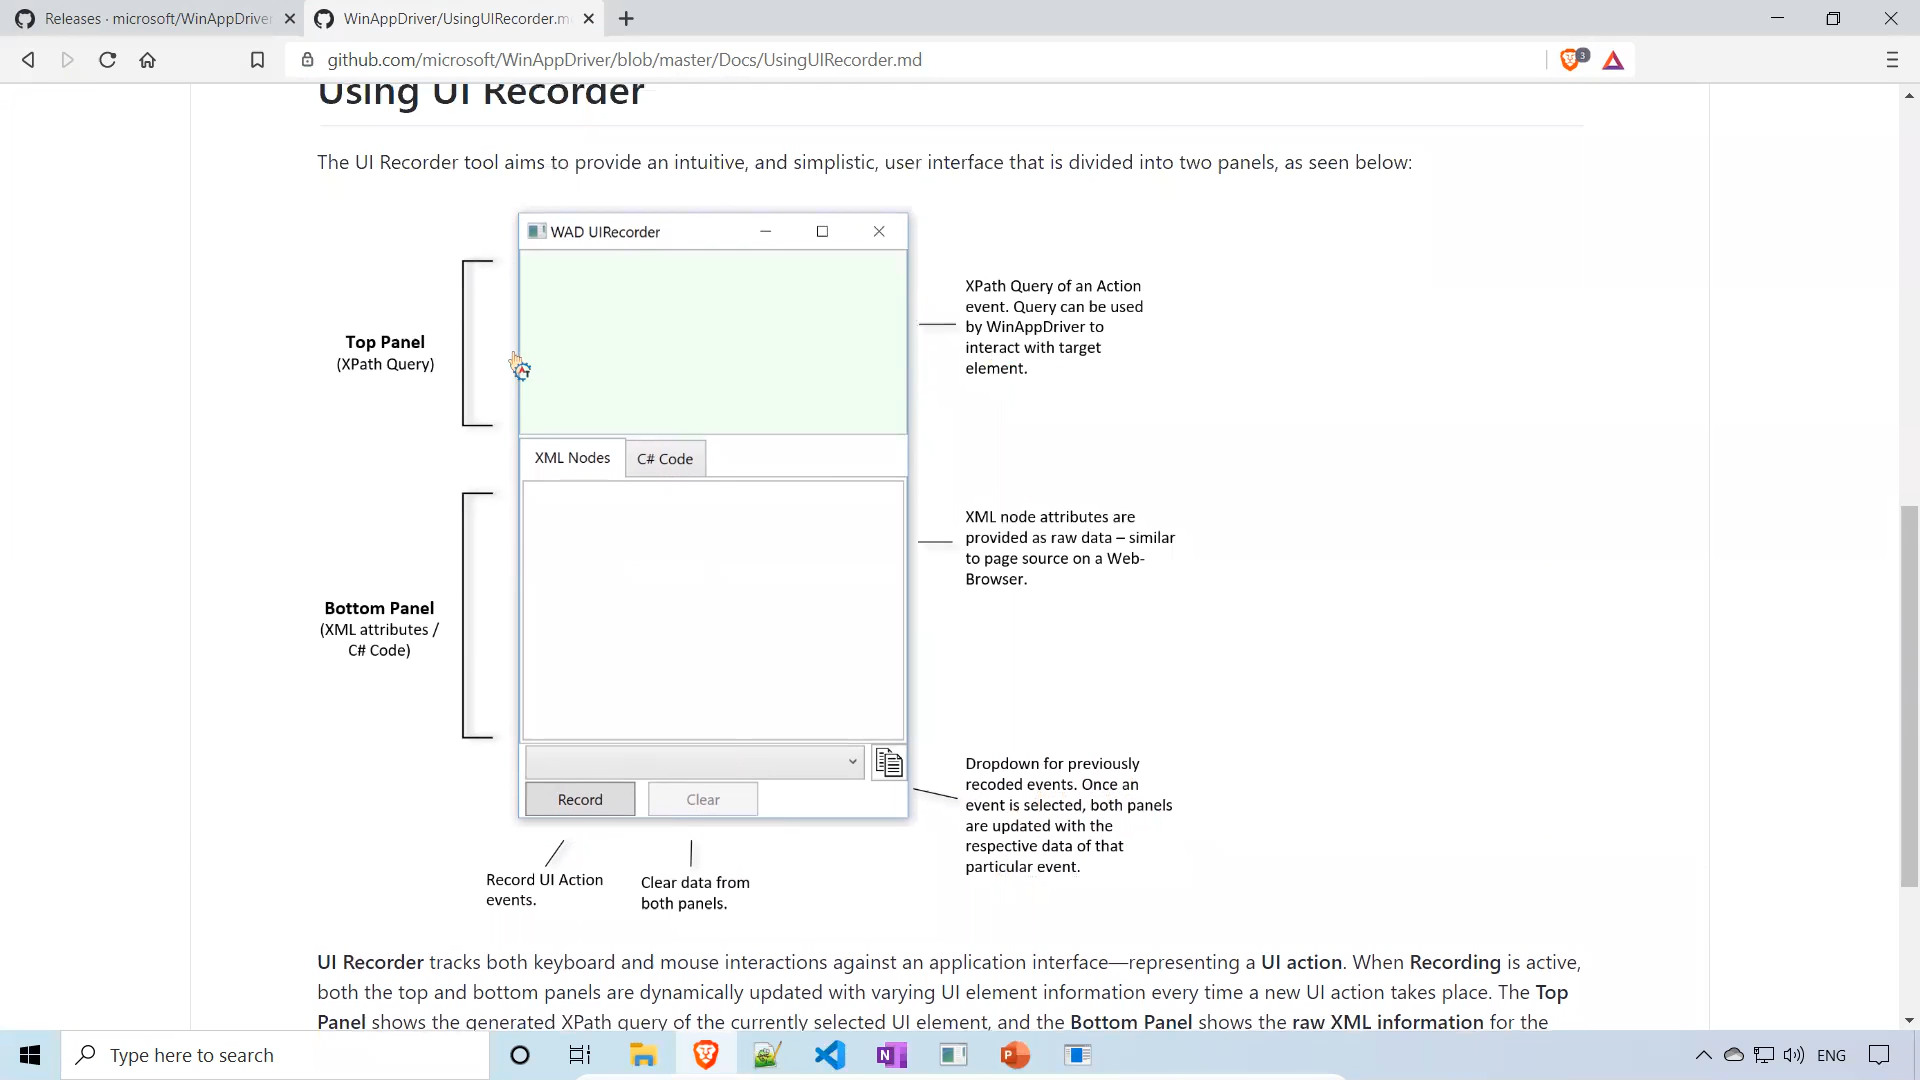 Releases · microsoft/WinAppDrive
WinAppDriver/UsingUIRecorder.m
github.com/microsoft/WinAppDriver/blob/master/Docs/UsingUIRecorder.md
3
Using UI Recorder
The UI Recorder tool aims to provide an intuitive, and simplistic, user interface that is divided into two panels, as seen below:
WAD UIRecorder
Top Panel
(XPath Query)
XPath Query of an Action
event. Query can be used
by WinAppDriver to
interact with target
element.
XML Nodes
C# Code
XML node attributes are
provided as raw data – similar
to page source on a Web-
Browser.
Bottom Panel
(XML attributes /
C# Code)
Dropdown for previously
recoded events. Once an
event is selected, both panels
are updated with the
respective data of that
particular event.
Record
Clear
Record UI Action
events.
Clear data from
both panels.
UI Recorder tracks both keyboard and mouse interactions against an application interface—representing a UI action. When Recording is active,
both the top and bottom panels are dynamically updated with varying UI element information every time a new UI action takes place. The Top
Panel shows the generated XPath query of the currently selected UI element, and the Bottom Panel shows the raw XML information for the
Type here to search
ENG